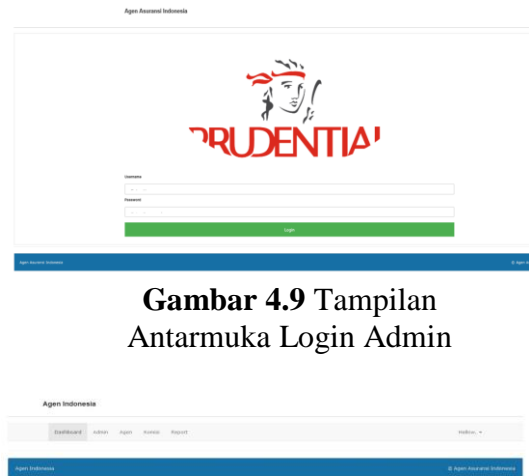 Agen Asuransi Indonesia
PRUDENTIAL
Username
Password
Login
Agen Asuransi Indonesia
Gambar 4.9 Tampilan
Antarmuka Login Admin
Agen Indonesia
Dashboard Admin Agen Komisi Report
Agen Indonesia © Agen Asuransi Indonesia